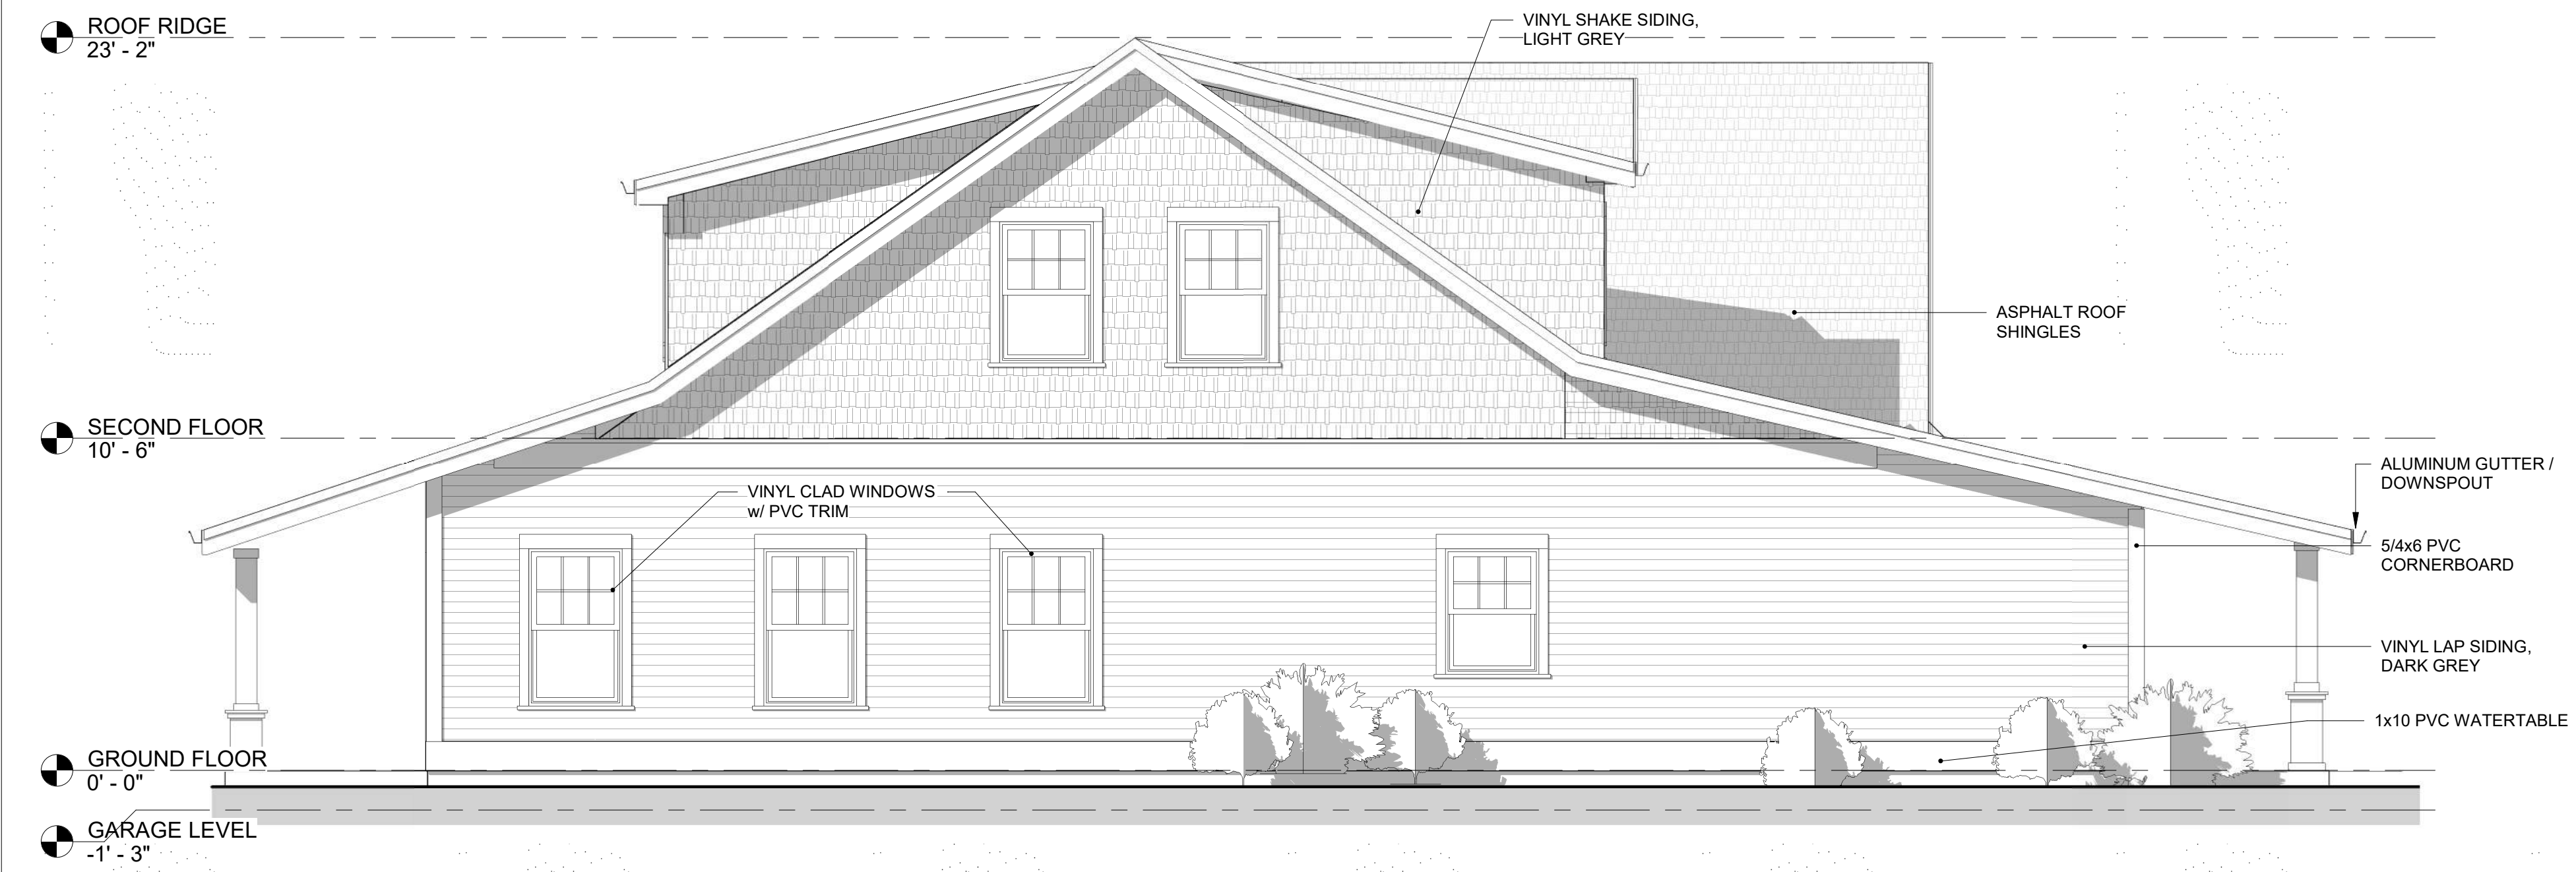 ROOF RIDGE
23' - 2"
VINYL SHAKE SIDING,
LIGHT GREY
ASPHALT ROOF
SHINGLES
SECOND FLOOR
10' - 6"
ALUMINUM GUTTER /
DOWNSPOUT
VINYL CLAD WINDOWS
w/ PVC TRIM
5/4x6 PVC
CORNERBOARD
VINYL LAP SIDING,
DARK GREY
1x10 PVC WATERTABLE
GROUND FLOOR
0' - 0"
GARAGE LEVEL
-1' - 3"